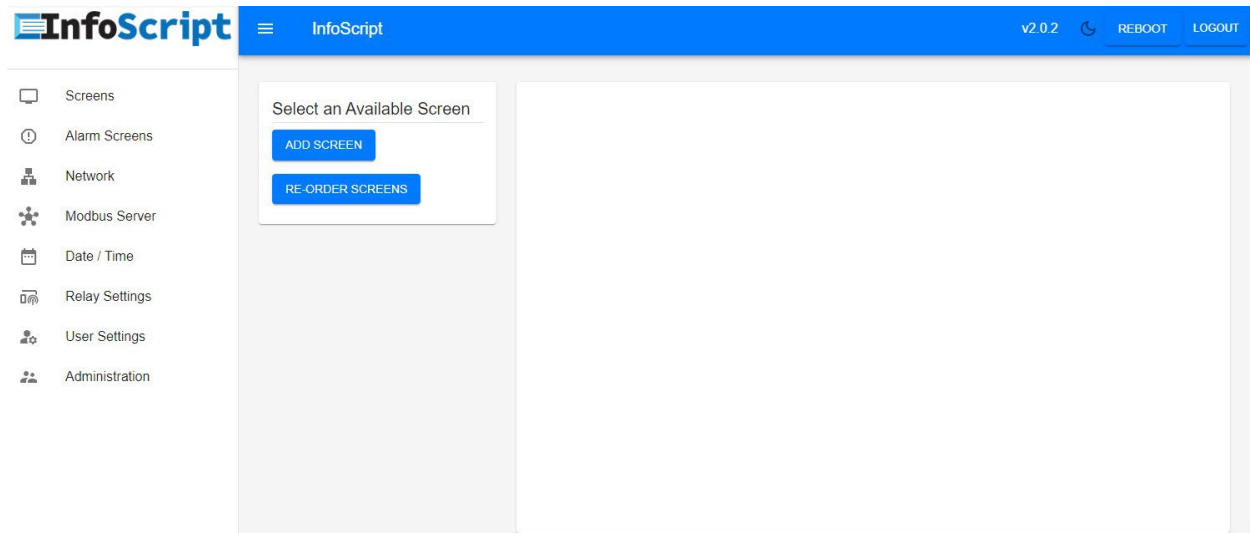 InfoScript
InfoScript
v2.0.2
REBOOT
LOGOUT
Screens
Alarm Screens
Network
Modbus Server
Date / Time
Relay Settings
User Settings
Administration
Select an Available Screen
ADD SCREEN
RE-ORDER SCREENS